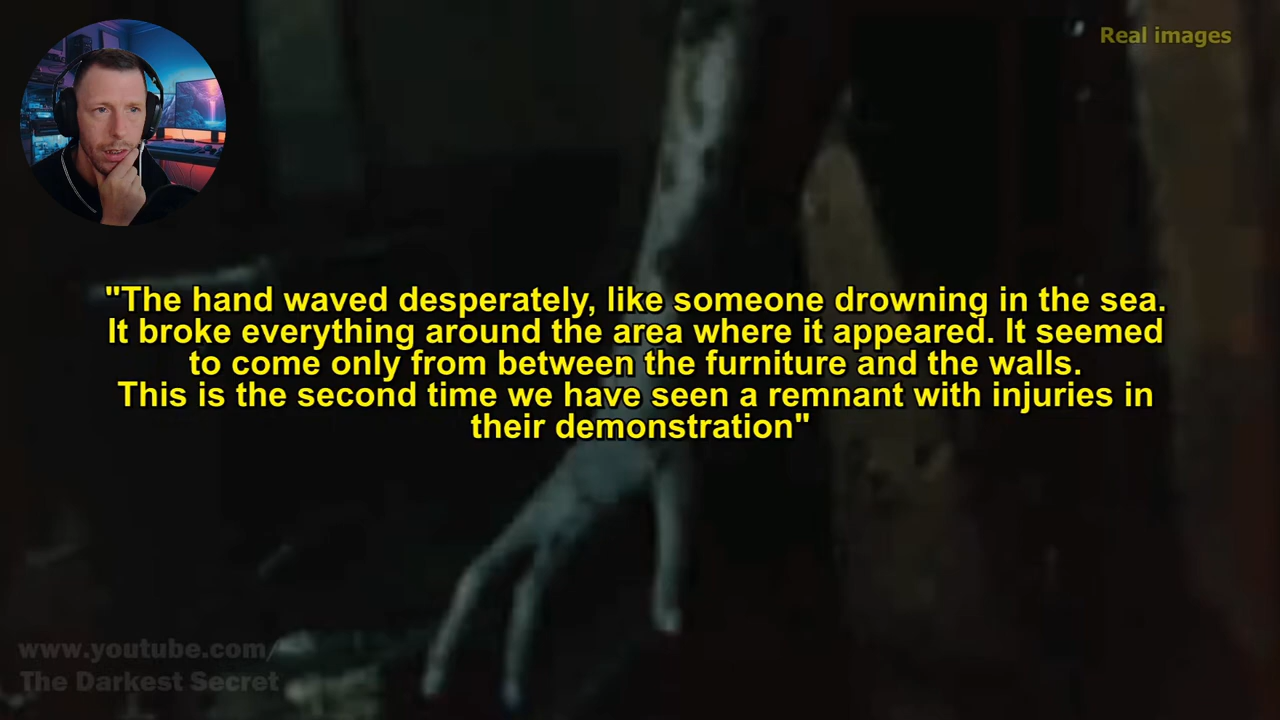 Real images
"The hand waved desperately, like someone drowning in the sea.
It broke everything around the area where it appeared. It seemed
to come only from between the furniture and the walls.
This is the second time we have seen a remnant with injuries in
their demonstration"
www.youtube.com/
The Darkest Secret